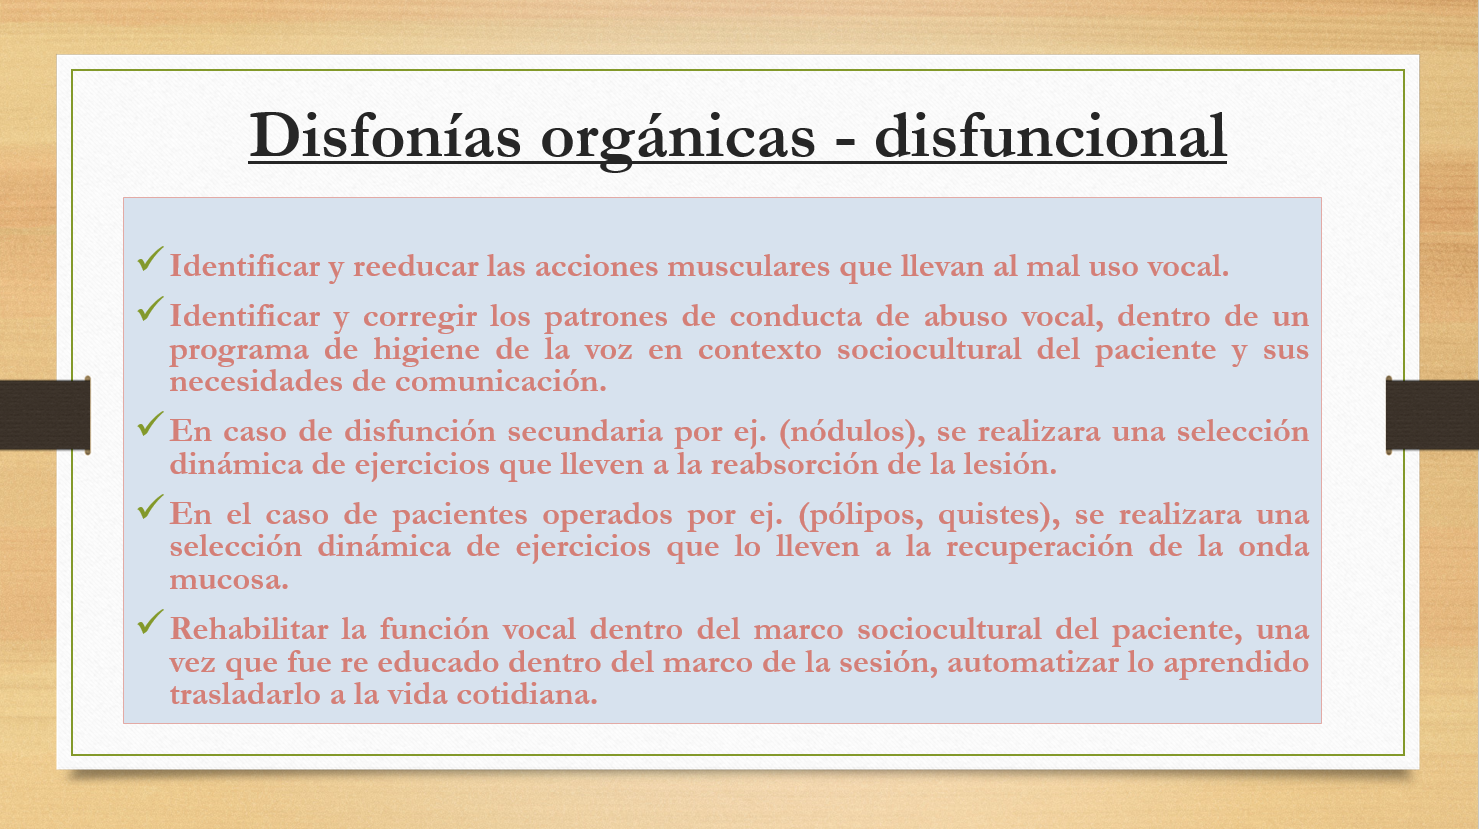 Disfonías orgánicas - disfuncional
Identificar y reeducar las acciones musculares que llevan al mal uso vocal.
Identificar y corregir los patrones de conducta de abuso vocal, dentro de un
programa de higiene de la voz en contexto sociocultural del paciente y sus
necesidades de comunicación.
En caso de disfunción secundaria por ej. (nódulos), se realizara una selección
dinámica de ejercicios que lleven a la reabsorción de la lesión.
En el caso de pacientes operados por ej. (pólipos, quistes), se realizara una
selección dinámica de ejercicios que lo lleven a la recuperación de la onda
mucosa.
Rehabilitar la función vocal dentro del marco sociocultural del paciente, una
vez que fue re educado dentro del marco de la sesión, automatizar lo aprendido
trasladarlo a la vida cotidiana.